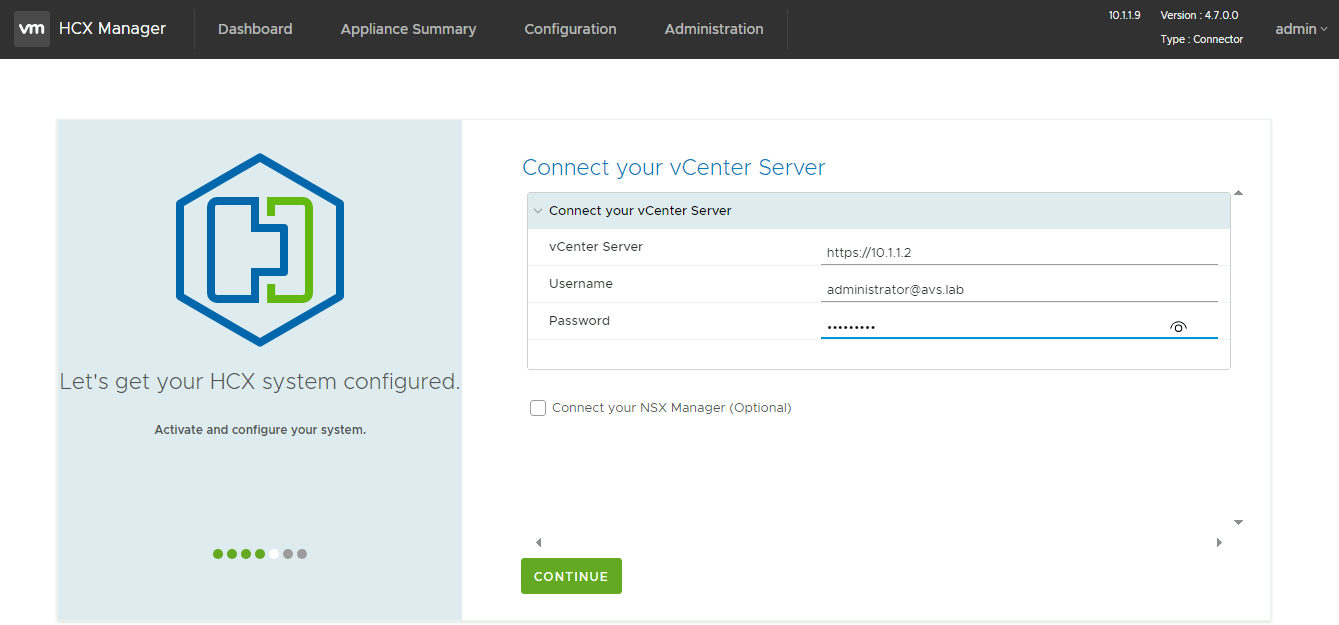 vm HCX Manager Dashboard Appliance Summary Configuration Administration 10.1.1.9 Version : 4.7.0.0 admin
Type : Connector
Let's get your HCX system configured.
Activate and configure your system.
Connect your vCenter Server
Connect your vCenter Server
vCenter Server https://10.1.1.2
Username administrator@avs.lab
Password •••••••••
Connect your NSX Manager (Optional)
CONTINUE